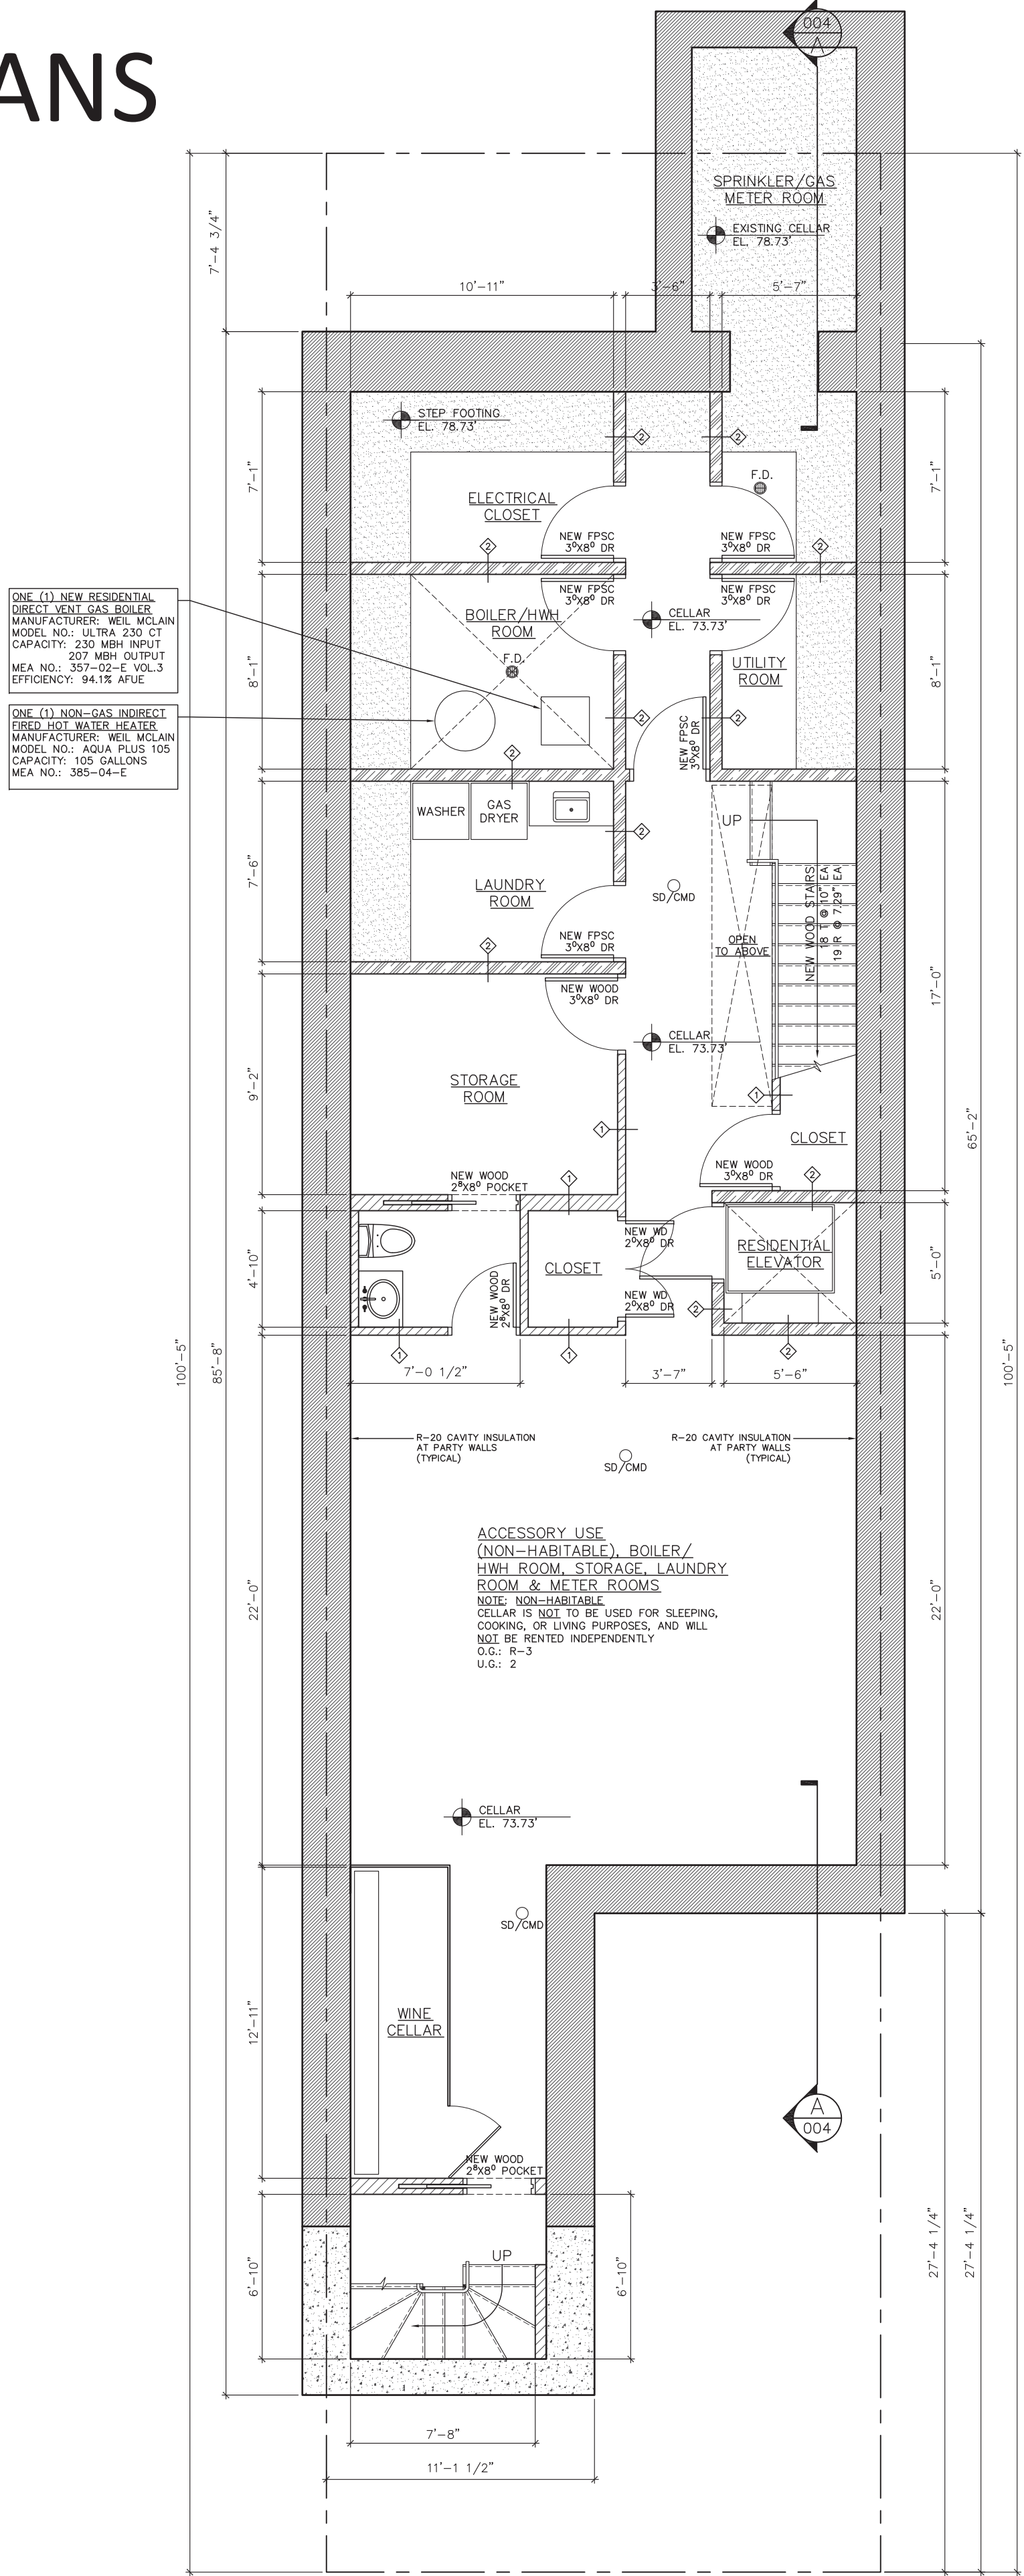 ANS
004
A
SPRINKLER/GAS
METER ROOM
EXISTING CELLAR
EL. 78.73'
7'-4 3/4"
10'-11"
3'-6"
5'-7"
STEP FOOTING
EL. 78.73'
2
2
7'-1"
7'-1"
F.D.
ELECTRICAL
CLOSET
NEW FPSC
3⁰X8⁰ DR
NEW FPSC
3⁰X8⁰ DR
2
2
ONE (1) NEW RESIDENTIAL
DIRECT VENT GAS BOILER
MANUFACTURER: WEIL MCLAIN
MODEL NO.: ULTRA 230 CT
CAPACITY: 230 MBH INPUT
207 MBH OUTPUT
MEA NO.: 357-02-E VOL.3
EFFICIENCY: 94.1% AFUE
NEW FPSC
3⁰X8⁰ DR
NEW FPSC
3⁰X8⁰ DR
BOILER/HWH
ROOM
CELLAR
EL. 73.73'
F.D.
UTILITY
ROOM
8'-1"
8'-1"
ONE (1) NON-GAS INDIRECT
FIRED HOT WATER HEATER
MANUFACTURER: WEIL MCLAIN
MODEL NO.: AQUA PLUS 105
CAPACITY: 105 GALLONS
MEA NO.: 385-04-E
2
2
NEW FPSC
3⁰X8⁰ DR
2
WASHER
GAS
DRYER
UP
2
7'-6"
LAUNDRY
ROOM
SD/CMD
NEW WOOD STAIRS
18 T @ 10" EA
19 R @ 7.29" EA
OPEN
TO ABOVE
NEW FPSC
3⁰X8⁰ DR
2
NEW WOOD
3⁰X8⁰ DR
17'-0"
CELLAR
EL. 73.73'
9'-2"
STORAGE
ROOM
1
1
CLOSET
65'-2"
NEW WOOD
3⁰X8⁰ DR
NEW WOOD
2⁸X8⁰ POCKET
1
2
NEW WD
2⁰X8⁰ DR
RESIDENTIAL
ELEVATOR
CLOSET
4'-10"
5'-0"
NEW WOOD
2⁸X8⁰ DR
NEW WD
2⁰X8⁰ DR
2
1
1
2
100'-5"
85'-8"
7'-0 1/2"
3'-7"
5'-6"
100'-5"
R-20 CAVITY INSULATION
AT PARTY WALLS
(TYPICAL)
R-20 CAVITY INSULATION
AT PARTY WALLS
(TYPICAL)
SD/CMD
ACCESSORY USE
(NON-HABITABLE), BOILER/
HWH ROOM, STORAGE, LAUNDRY
ROOM & METER ROOMS
NOTE: NON-HABITABLE
CELLAR IS NOT TO BE USED FOR SLEEPING,
COOKING, OR LIVING PURPOSES, AND WILL
NOT BE RENTED INDEPENDENTLY
O.G.: R-3
U.G.: 2
22'-0"
22'-0"
CELLAR
EL. 73.73'
SD/CMD
WINE
CELLAR
12'-11"
A
004
NEW WOOD
2⁸X8⁰ POCKET
27'-4 1/4"
27'-4 1/4"
UP
6'-10"
6'-10"
7'-8"
11'-1 1/2"